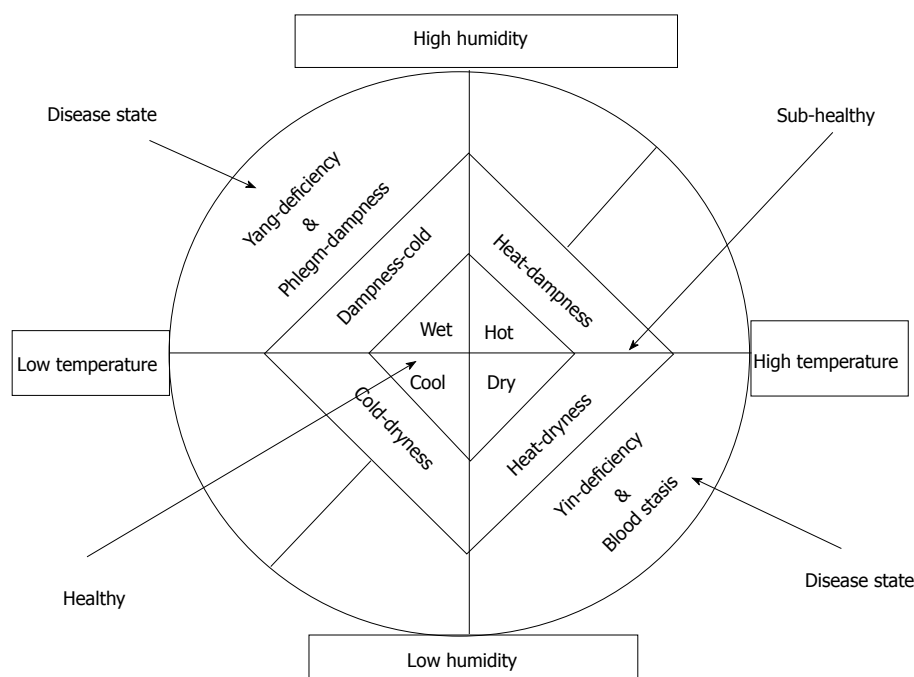 High humidity
Disease state
Sub-healthy
Yang-deficiency
&
Phlegm-dampness
Dampness-cold
Heat-dampness
Wet
Hot
Low temperature
High temperature
Cool
Dry
Cold-dryness
Heat-dryness
Yin-deficiency
&
Blood stasis
Healthy
Disease state
Low humidity